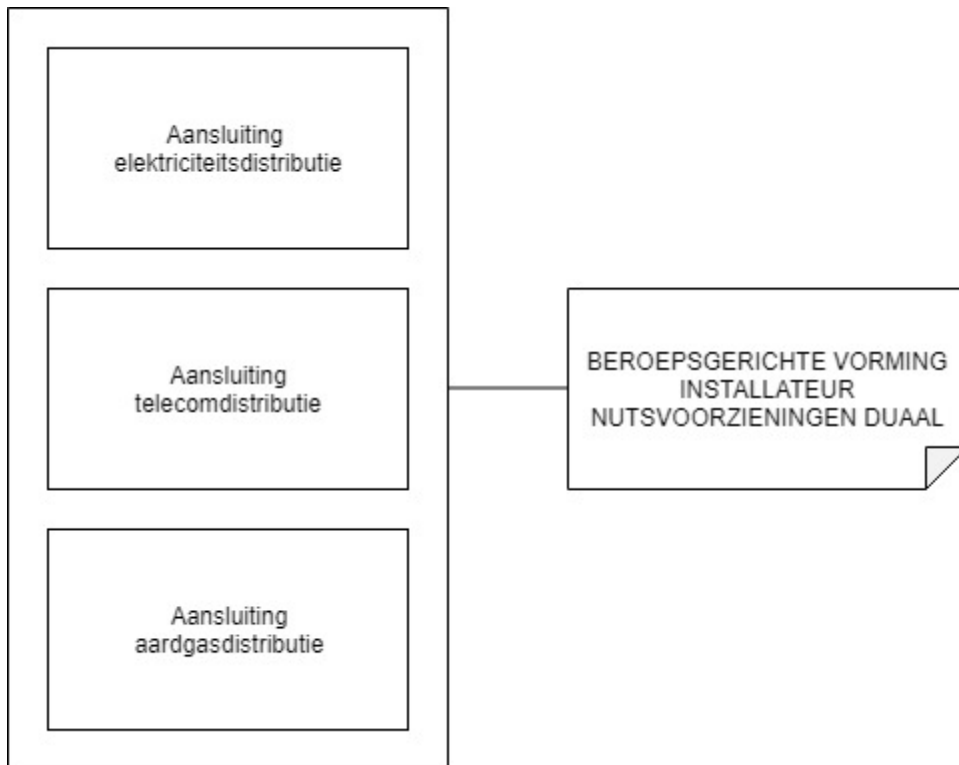 Aansluiting
elektriciteitsdistributie
Aansluiting
telecomdistributie
Aansluiting
aardgasdistributie
BEROEPSGERICHTE VORMING
INSTALLATEUR
NUTSVOORZIENINGEN DUAAL